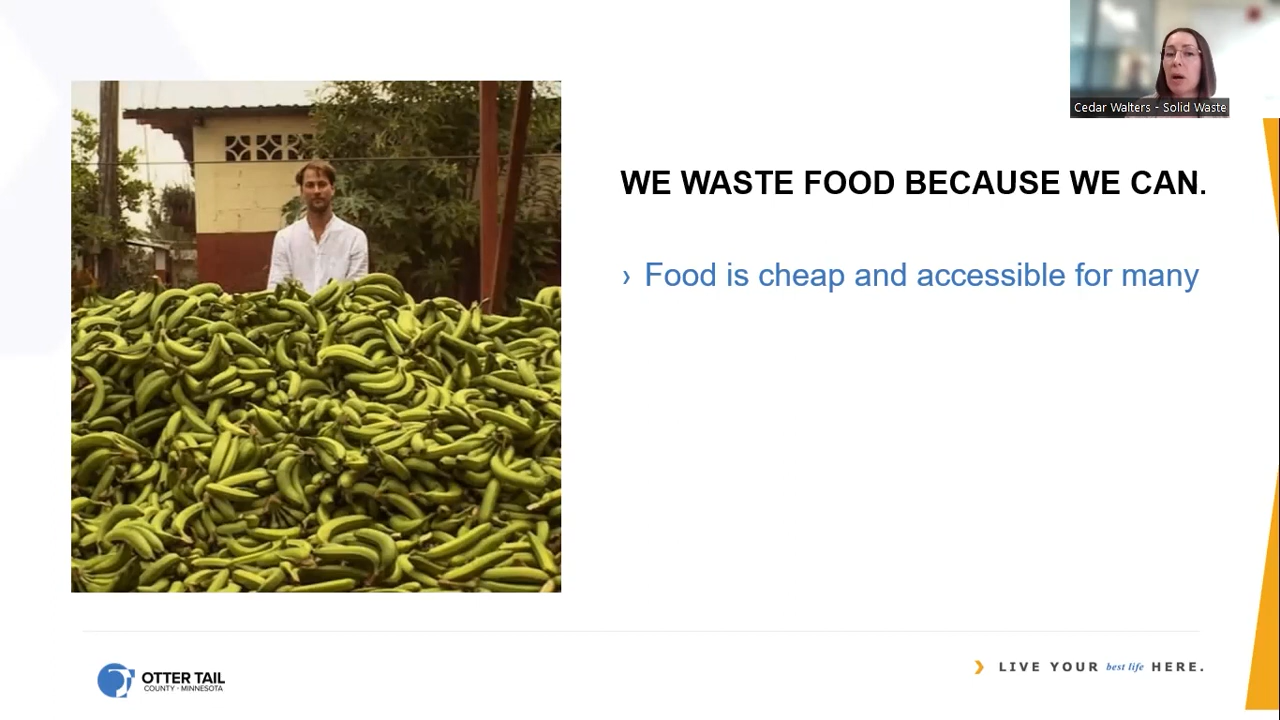 Cedar Walters - Solid Waste
WE WASTE FOOD BECAUSE WE CAN.
› Food is cheap and accessible for many
OTTER TAIL
COUNTY - MINNESOTA
LIVE YOUR best life HERE.